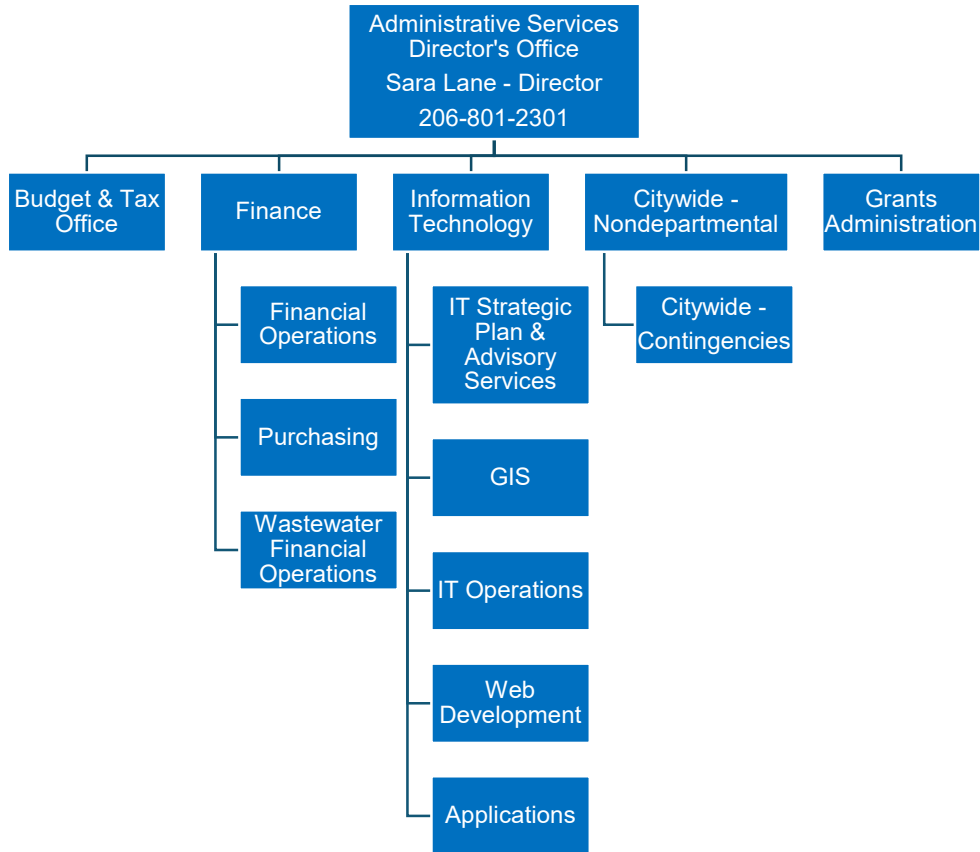 Administrative Services
Director's Office
Sara Lane - Director
206-801-2301
Budget & Tax
Office
Finance
Information
Technology
Citywide -
Nondepartmental
Grants
Administration
Financial
Operations
Purchasing
Wastewater
Financial
Operations
IT Strategic
Plan &
Advisory
Services
GIS
IT Operations
Web
Development
Applications
Citywide -
Contingencies